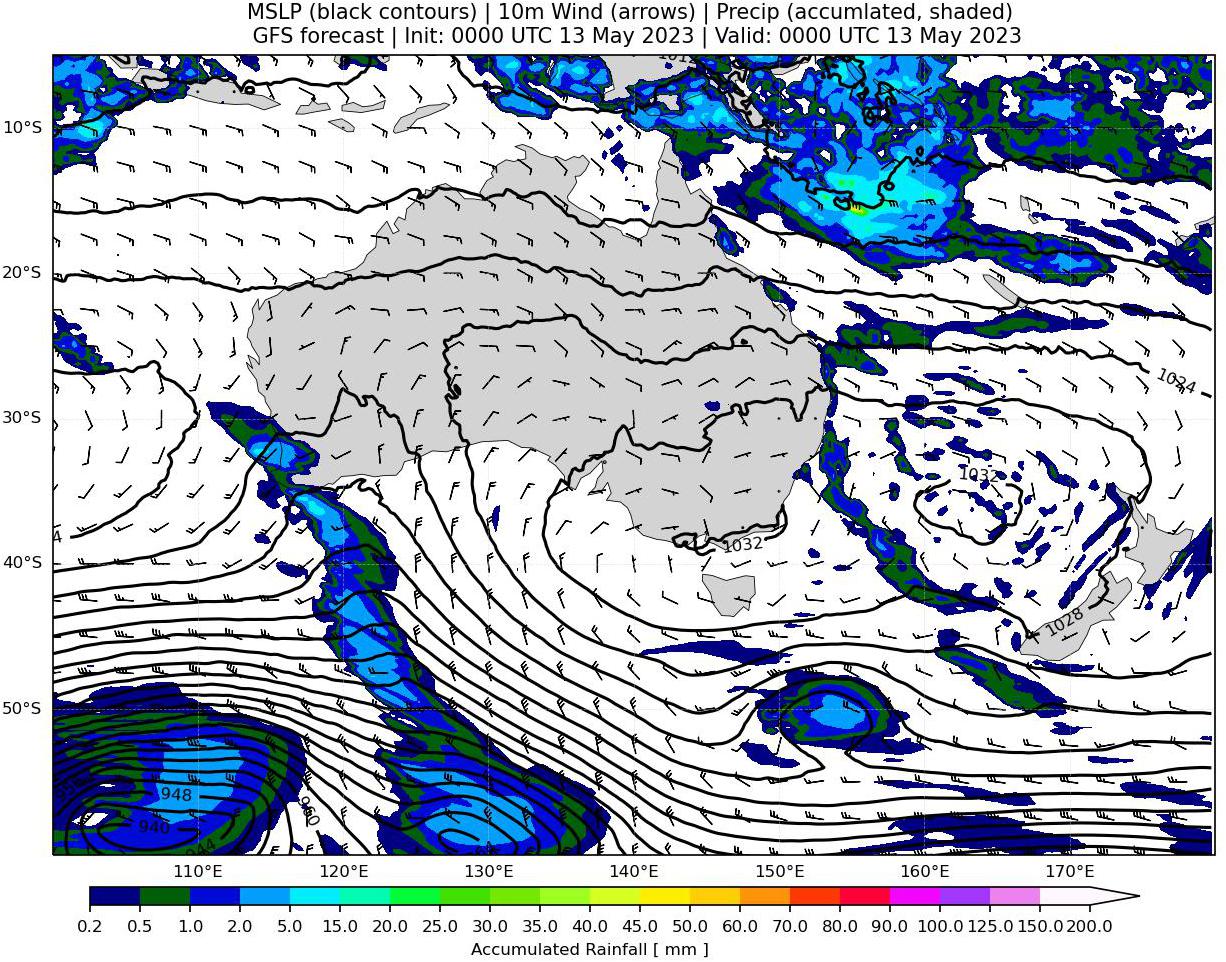 MSLP (black contours) | 10m Wind (arrows) | Precip (accumlated, shaded)
GFS forecast | Init: 0000 UTC 13 May 2023 | Valid: 0000 UTC 13 May 2023
1012
10°S
20°S
1024
30°S
1032
4
1032
40°S
1028
50°S
948
960
940
944
110°E 120°E 130°E 140°E 150°E 160°E 170°E
0.2 0.5 1.0 2.0 5.0 10.0 15.0 20.0 25.0 30.0 35.0 40.0 45.0 50.0 60.0 70.0 80.0 90.0 100.0 125.0 150.0 200.0
Accumulated Rainfall [ mm ]